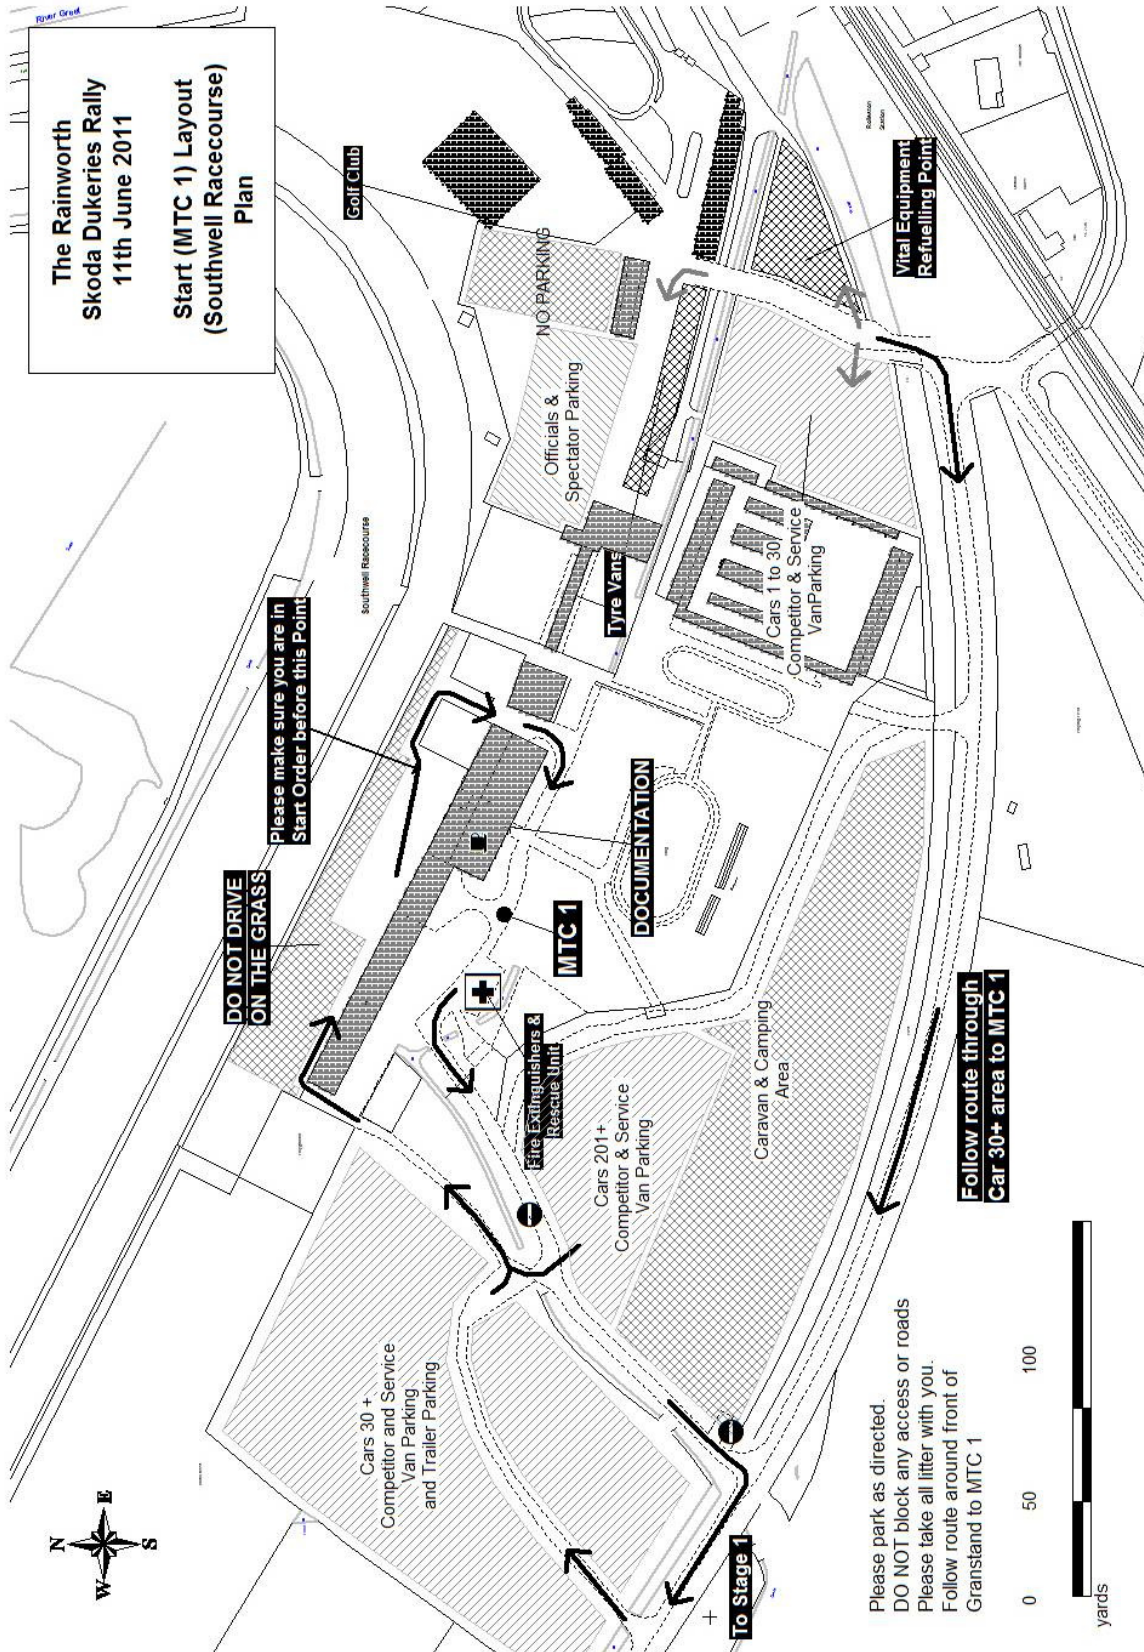 The Rainworth
Skoda Dukeries Rally
11th June 2011
Start (MTC 1) Layout
(Southwell Racecourse)
Plan
River Greet
Golf Club
NO PARKING
Officials &
Spectator Parking
Vital Equipment
Refuelling Point
Southwell Racecourse
Tyre Vans
Cars 1 to 30
Competitor & Service
VanParking
Please make sure you are in
Start Order before this Point
DO NOT DRIVE
ON THE GRASS
DOCUMENTATION
MTC 1
Fire Extinguishers &
Rescue Unit
Cars 201+
Competitor & Service
Van Parking
Caravan & Camping
Area
Follow route through
Car 30+ area to MTC 1
Cars 30 +
Competitor and Service
Van Parking
and Trailer Parking
N
E
S
W
To Stage 1
Please park as directed.
DO NOT block any access or roads
Please take all litter with you.
Follow route around front of
Granstand to MTC 1
0 50 100
yards